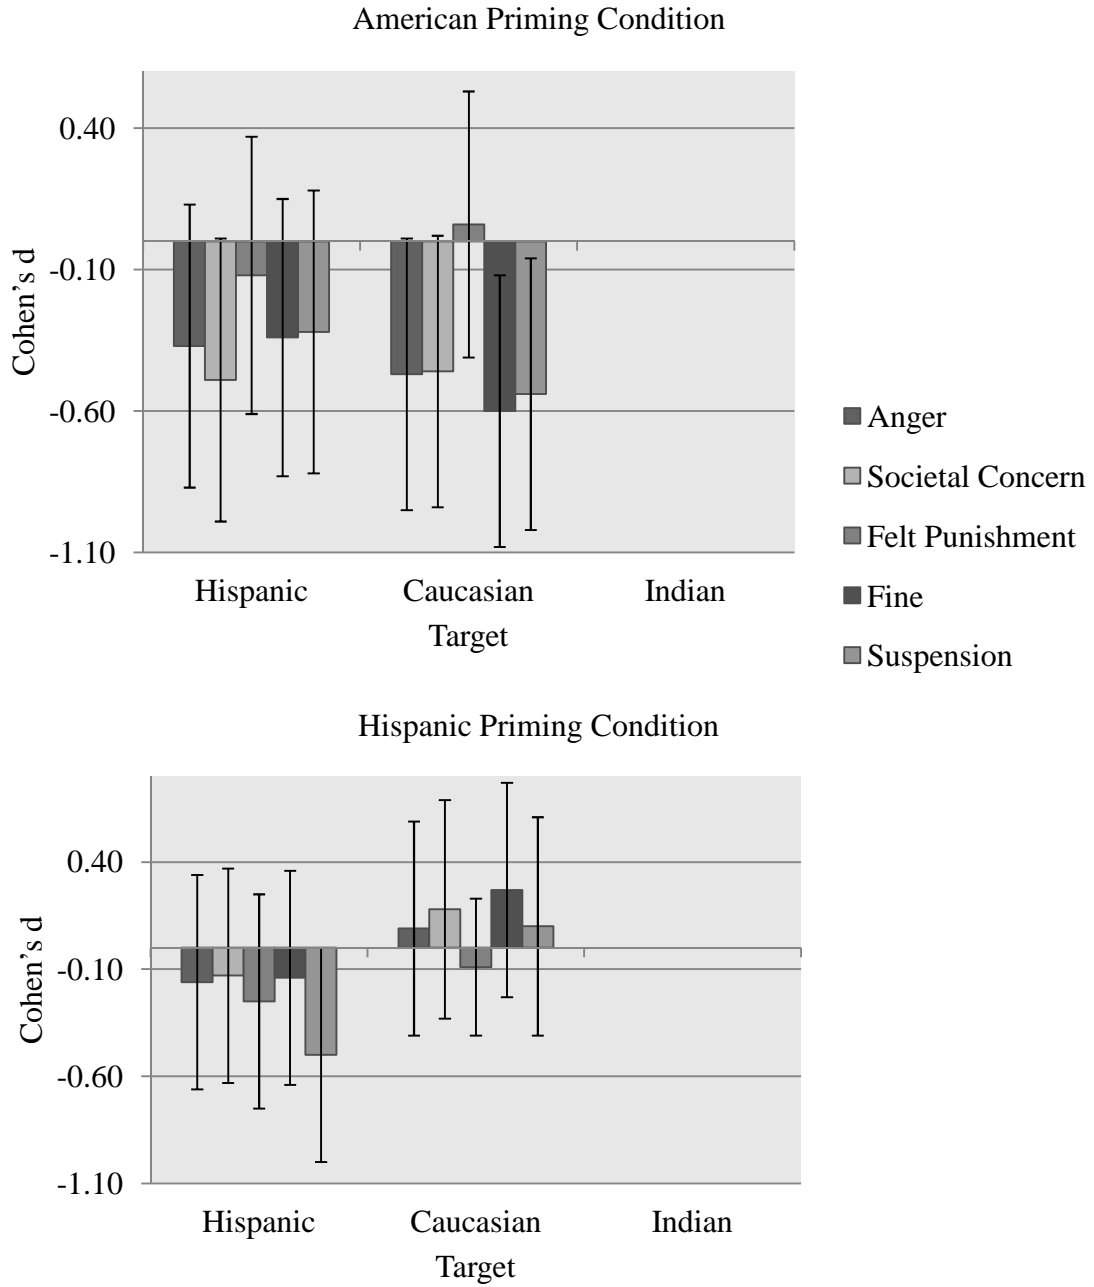 American Priming Condition
0.40
-0.10
-0.60
-1.10
Cohen's d
Hispanic Caucasian Indian
Target
Anger
Societal Concern
Felt Punishment
Fine
Suspension
Hispanic Priming Condition
0.40
-0.10
-0.60
-1.10
Cohen's d
Hispanic Caucasian Indian
Target